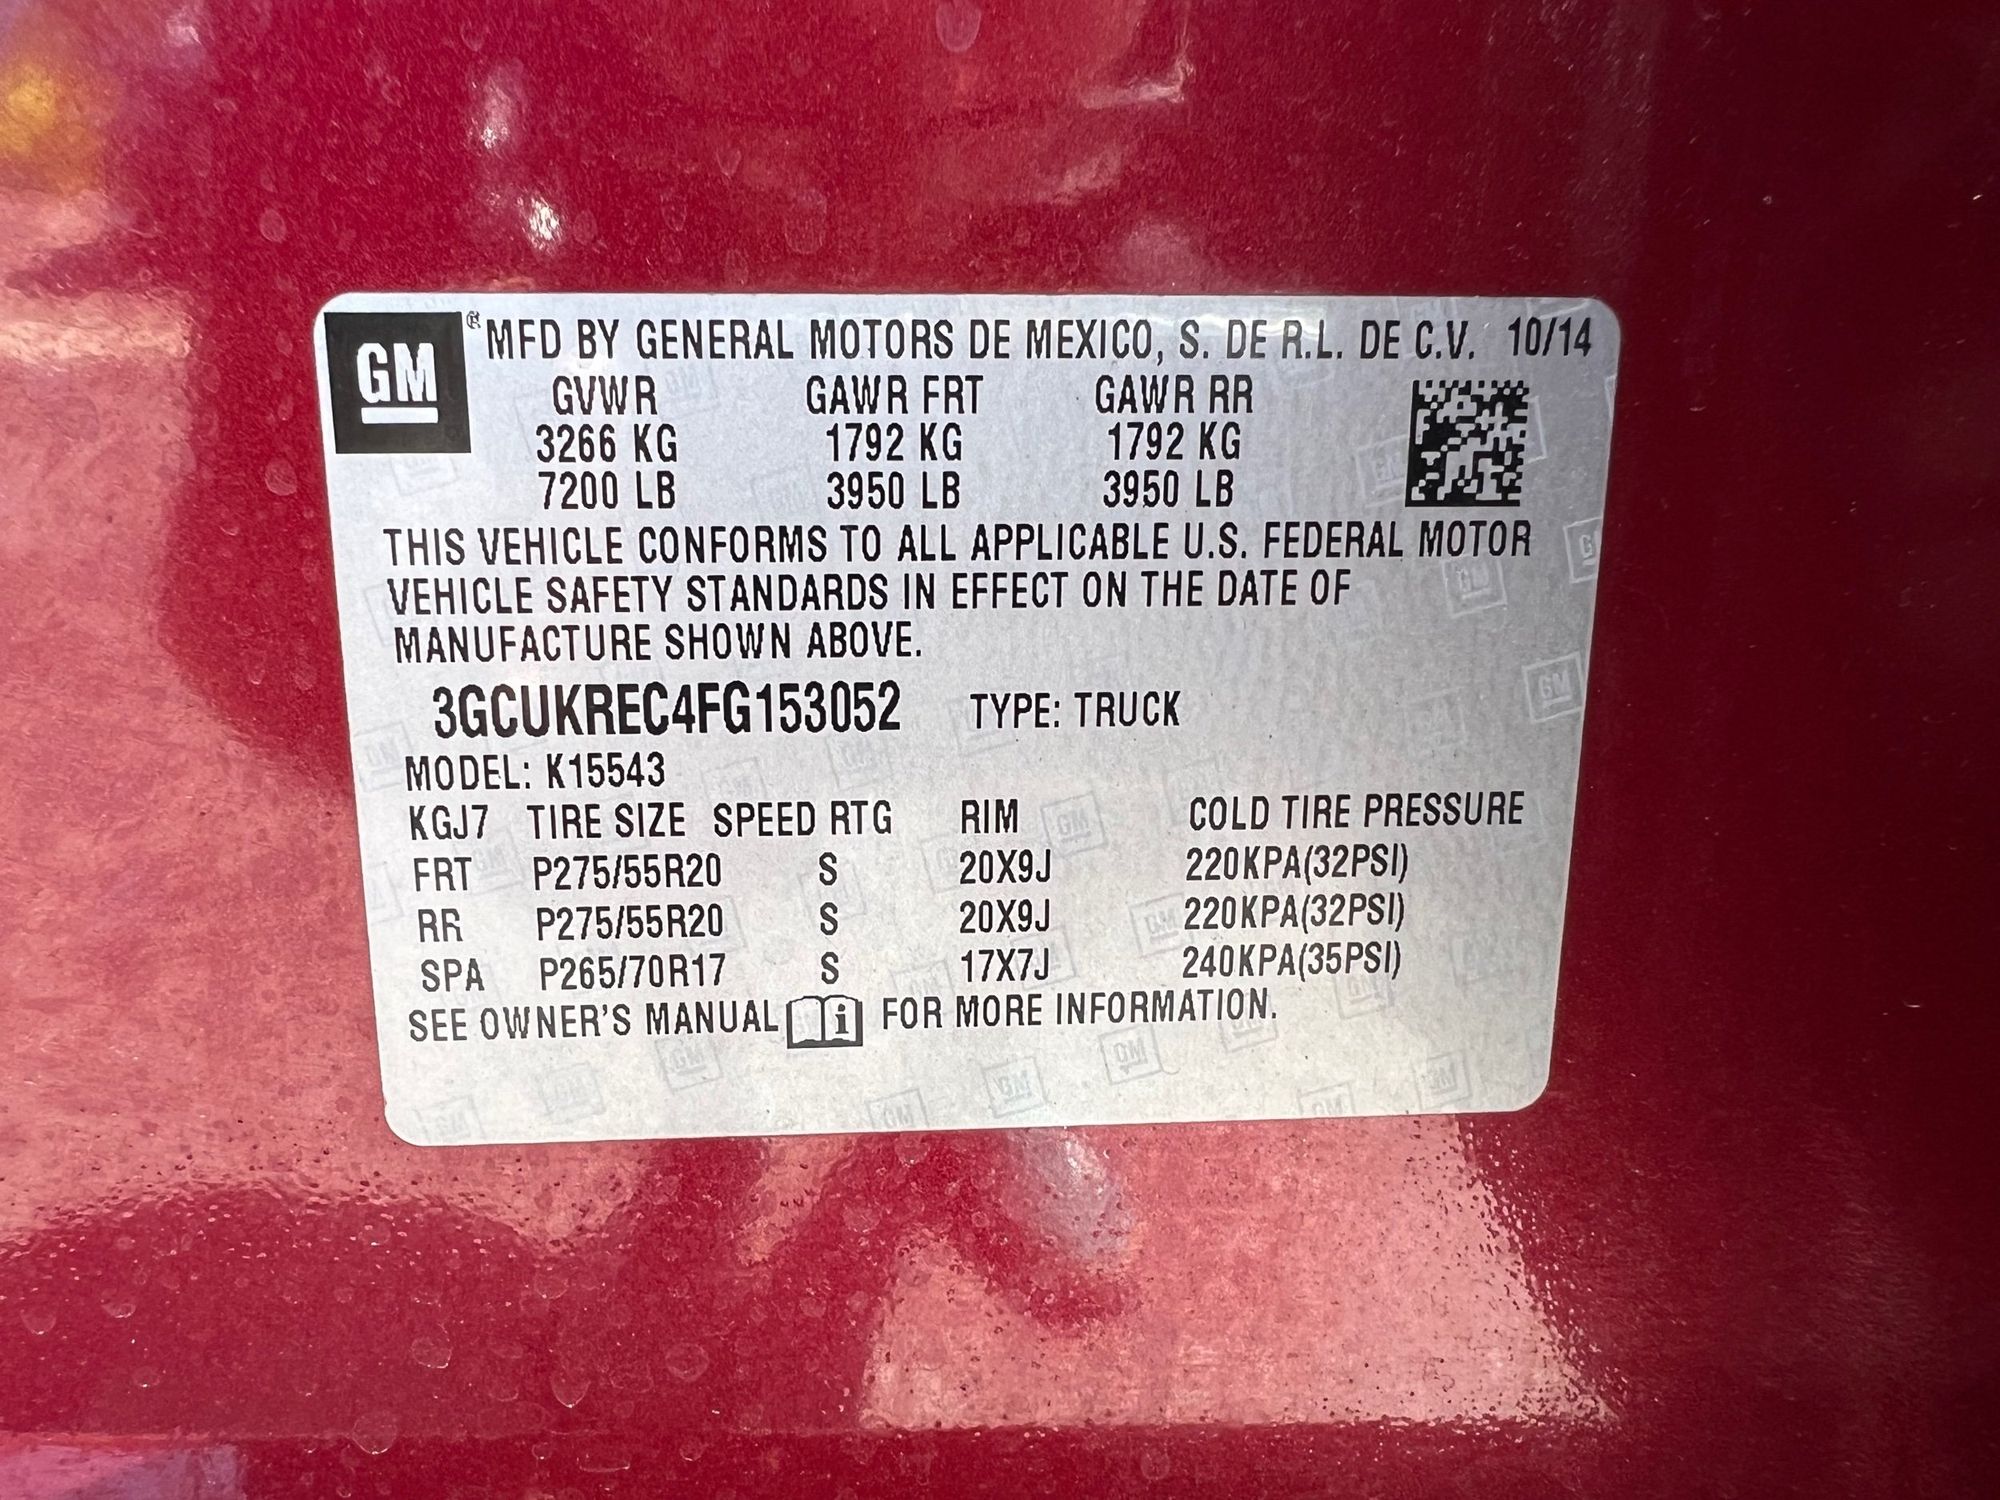 GM ® MFD BY GENERAL MOTORS DE MEXICO, S. DE R.L. DE C.V. 10/14
GVWR GAWR FRT GAWR RR
3266 KG 1792 KG 1792 KG
7200 LB 3950 LB 3950 LB
THIS VEHICLE CONFORMS TO ALL APPLICABLE U.S. FEDERAL MOTOR
VEHICLE SAFETY STANDARDS IN EFFECT ON THE DATE OF
MANUFACTURE SHOWN ABOVE.
3GCUKREC4FG153052 TYPE: TRUCK
MODEL: K15543
KGJ7 TIRE SIZE SPEED RTG RIM COLD TIRE PRESSURE
FRT P275/55R20 S 20X9J 220KPA(32PSI)
RR P275/55R20 S 20X9J 220KPA(32PSI)
SPA P265/70R17 S 17X7J 240KPA(35PSI)
SEE OWNER'S MANUAL i FOR MORE INFORMATION.